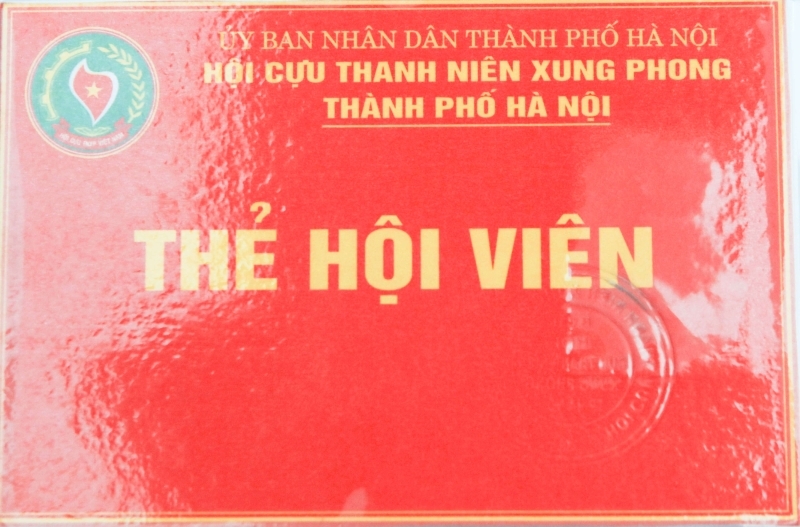 ỦY BAN NHÂN DÂN THÀNH PHỐ HÀ NỘI
HỘI CỰU THANH NIÊN XUNG PHONG
THÀNH PHỐ HÀ NỘI
THẺ HỘI VIÊN